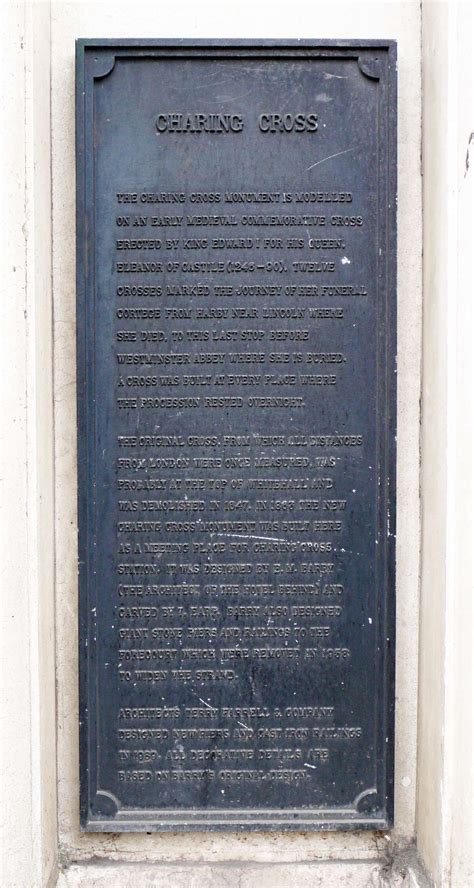 CHARING CROSS
THE CHARING CROSS MONUMENT IS MODELLED
ON AN EARLY MEDIEVAL COMMEMORATIVE CROSS
ERECTED BY KING EDWARD I FOR HIS QUEEN,
ELEANOR OF CASTILE (1245-90). TWELVE
CROSSES MARKED THE JOURNEY OF HER FUNERAL
CORTEGE FROM HARBY NEAR LINCOLN WHERE
SHE DIED, TO THIS LAST STOP BEFORE
WESTMINSTER ABBEY WHERE SHE IS BURIED.
A CROSS WAS BUILT AT EVERY PLACE WHERE
THE PROCESSION RESTED OVERNIGHT.
THE ORIGINAL CROSS, FROM WHICH ALL DISTANCES
FROM LONDON WERE ONCE MEASURED, WAS
PROBABLY AT THE TOP OF WHITEHALL AND
WAS DEMOLISHED IN IN THE NEW
CHARING CROSS MONUMENT WAS BUILT HERE
AS A MEETING PLACE FOR CHARING CROSS
STATION. IT WAS DESIGNED BY E. M. BARRY
(THE ARCHITECT OF THE HOTEL BEHIND) AND
CARVED BY BARRY ALSO DESIGNED
GIANT STONE PIERS AND RAILINGS TO THE
FORECOURT WHICH WERE REMOVED IN
TO WIDEN THE STRAND.
ARCHITECTS TERRY FARRELL & COMPANY
DESIGNED NEW PIERS AND CAST IRON RAILINGS
IN ALL DECORATIVE DETAILS ARE
BASED ON BARRY'S ORIGINAL DESIGN.